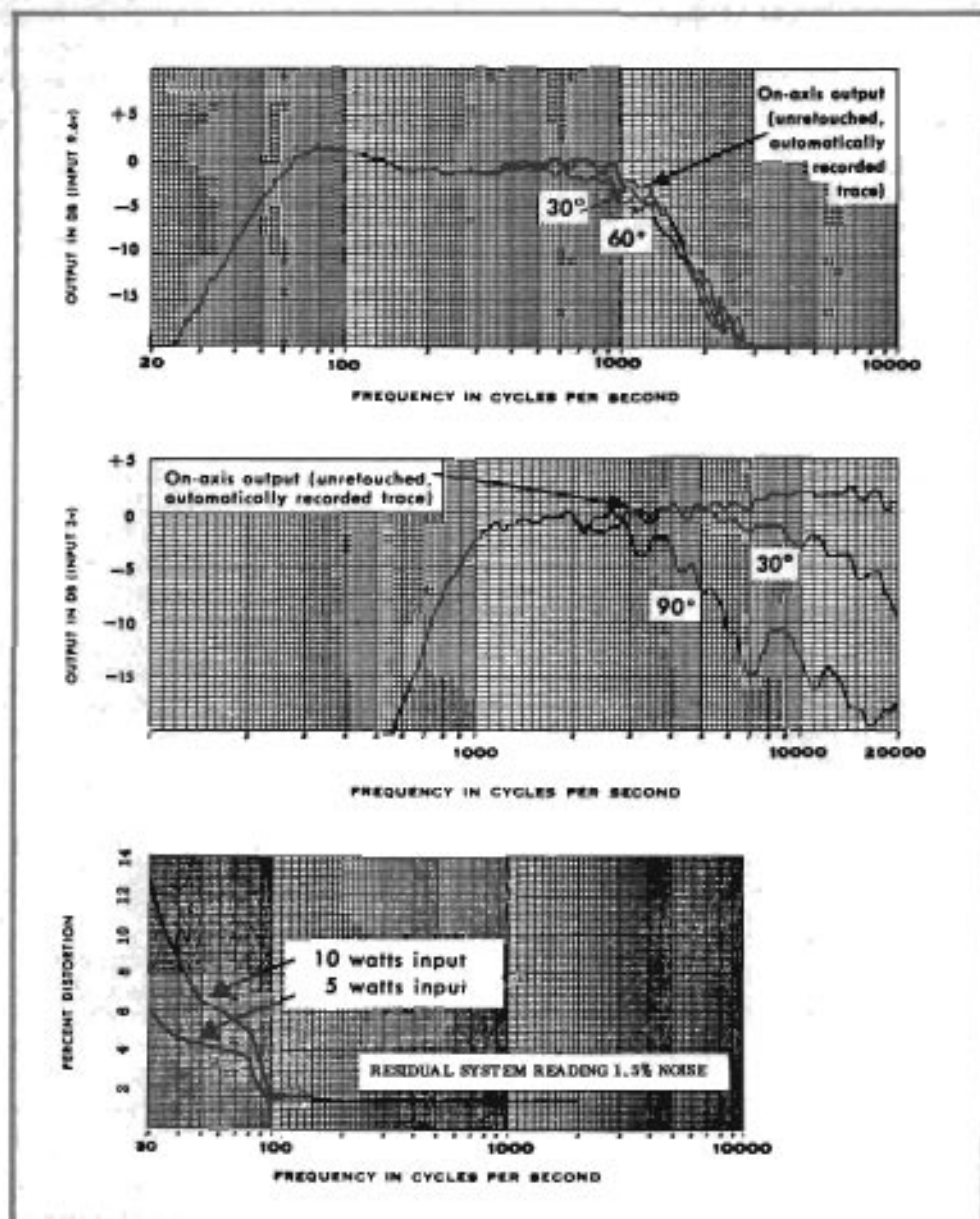 +5
0
−5
−10
−15
OUTPUT IN DB (INPUT 9.6v)
On-axis output
(unretouched,
automatically
recorded
trace)
30°
60°
20
100
1000
10000
FREQUENCY IN CYCLES PER SECOND
+5
0
−5
−10
−15
OUTPUT IN DB (INPUT 3v)
On-axis output (unretouched,
automatically recorded trace)
30°
90°
1000
10000
20000
FREQUENCY IN CYCLES PER SECOND
14
12
10
8
6
4
2
PERCENT DISTORTION
10 watts input
5 watts input
RESIDUAL SYSTEM READING 1.5% NOISE
30
100
1000
10000
FREQUENCY IN CYCLES PER SECOND